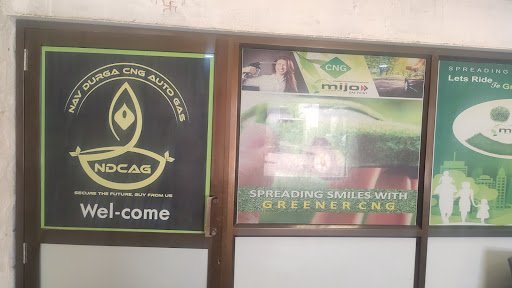 NAV DURGA CNG AUTO GAS
NDCAG
SECURE THE FUTURE, BUY FROM US
Wel-come
CNG
mijo
SPREADING SMILES WITH
GREENER CNG
SPREADING
Lets Ride
To